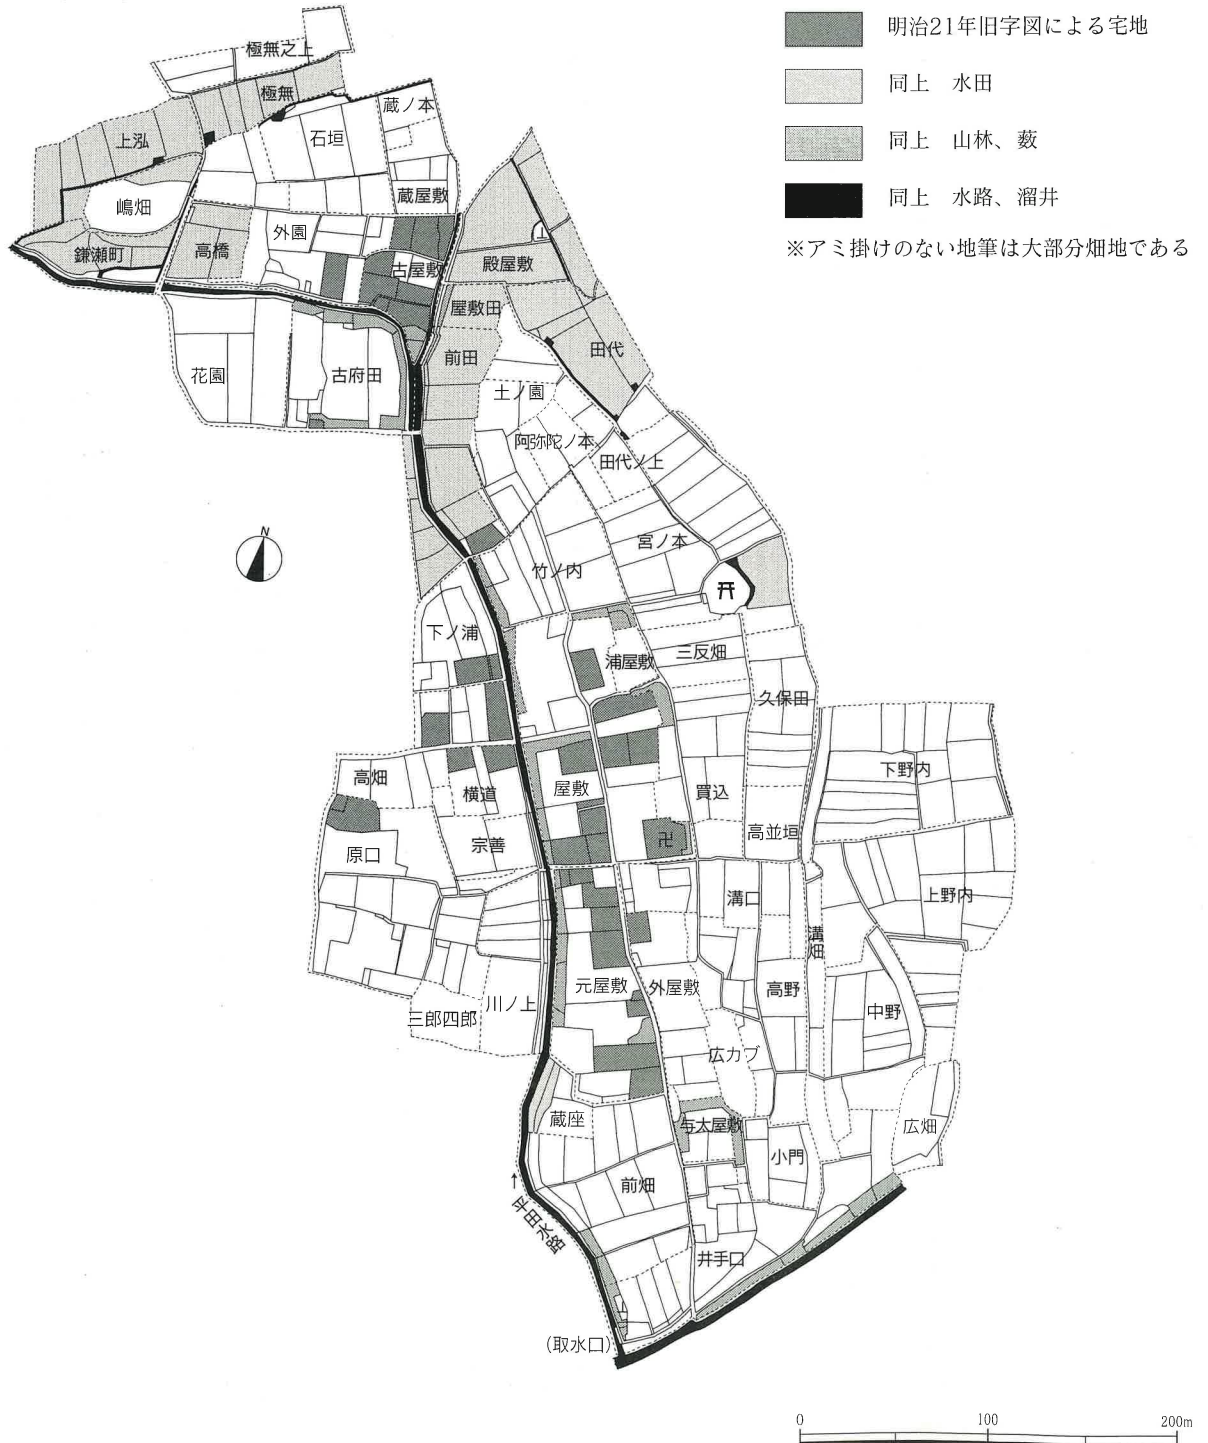 明治21年旧字図による宅地
同上　水田
同上　山林、薮
同上　水路、溜井
※アミ掛けのない地筆は大部分畑地である
極無之上
極無
蔵ノ本
上泓
石垣
嶋畑
蔵屋敷
外園
鎌瀬町
高橋
古屋敷
殿屋敷
屋敷田
花園
古府田
前田
田代
土ノ園
阿弥陀ノ本
田代ノ上
N
宮ノ本
竹ノ内
下ノ浦
浦屋敷
三反畑
久保田
高畑
横道
屋敷
買込
下野内
宗善
高並垣
原口
卍
溝口
上野内
溝畑
元屋敷
外屋敷
高野
川ノ上
三郎四郎
中野
広カブ
蔵座
与太屋敷
広畑
小門
前畑
↑
平田水路
井手口
(取水口)
0 100 200m